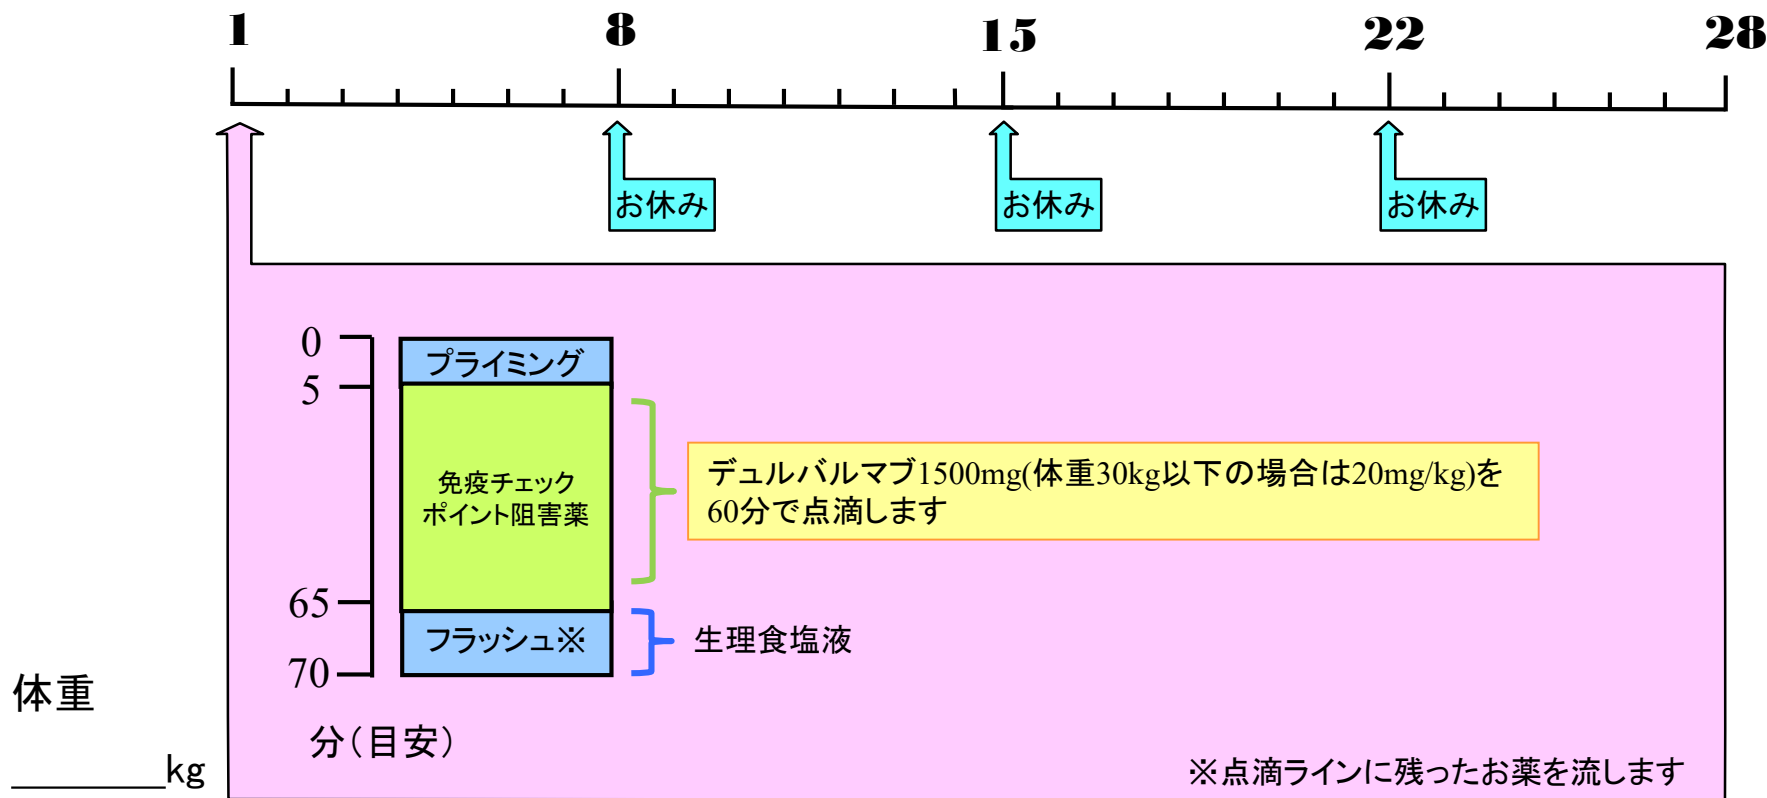 1 8 15 22 28
お休み お休み お休み
0
プライミング
5
免疫チェック
ポイント阻害薬
デュルバルマブ1500mg(体重30kg以下の場合は20mg/kg)を
60分で点滴します
65
フラッシュ※
生理食塩液
70
体重
分(目安)
________kg
※点滴ラインに残ったお薬を流します